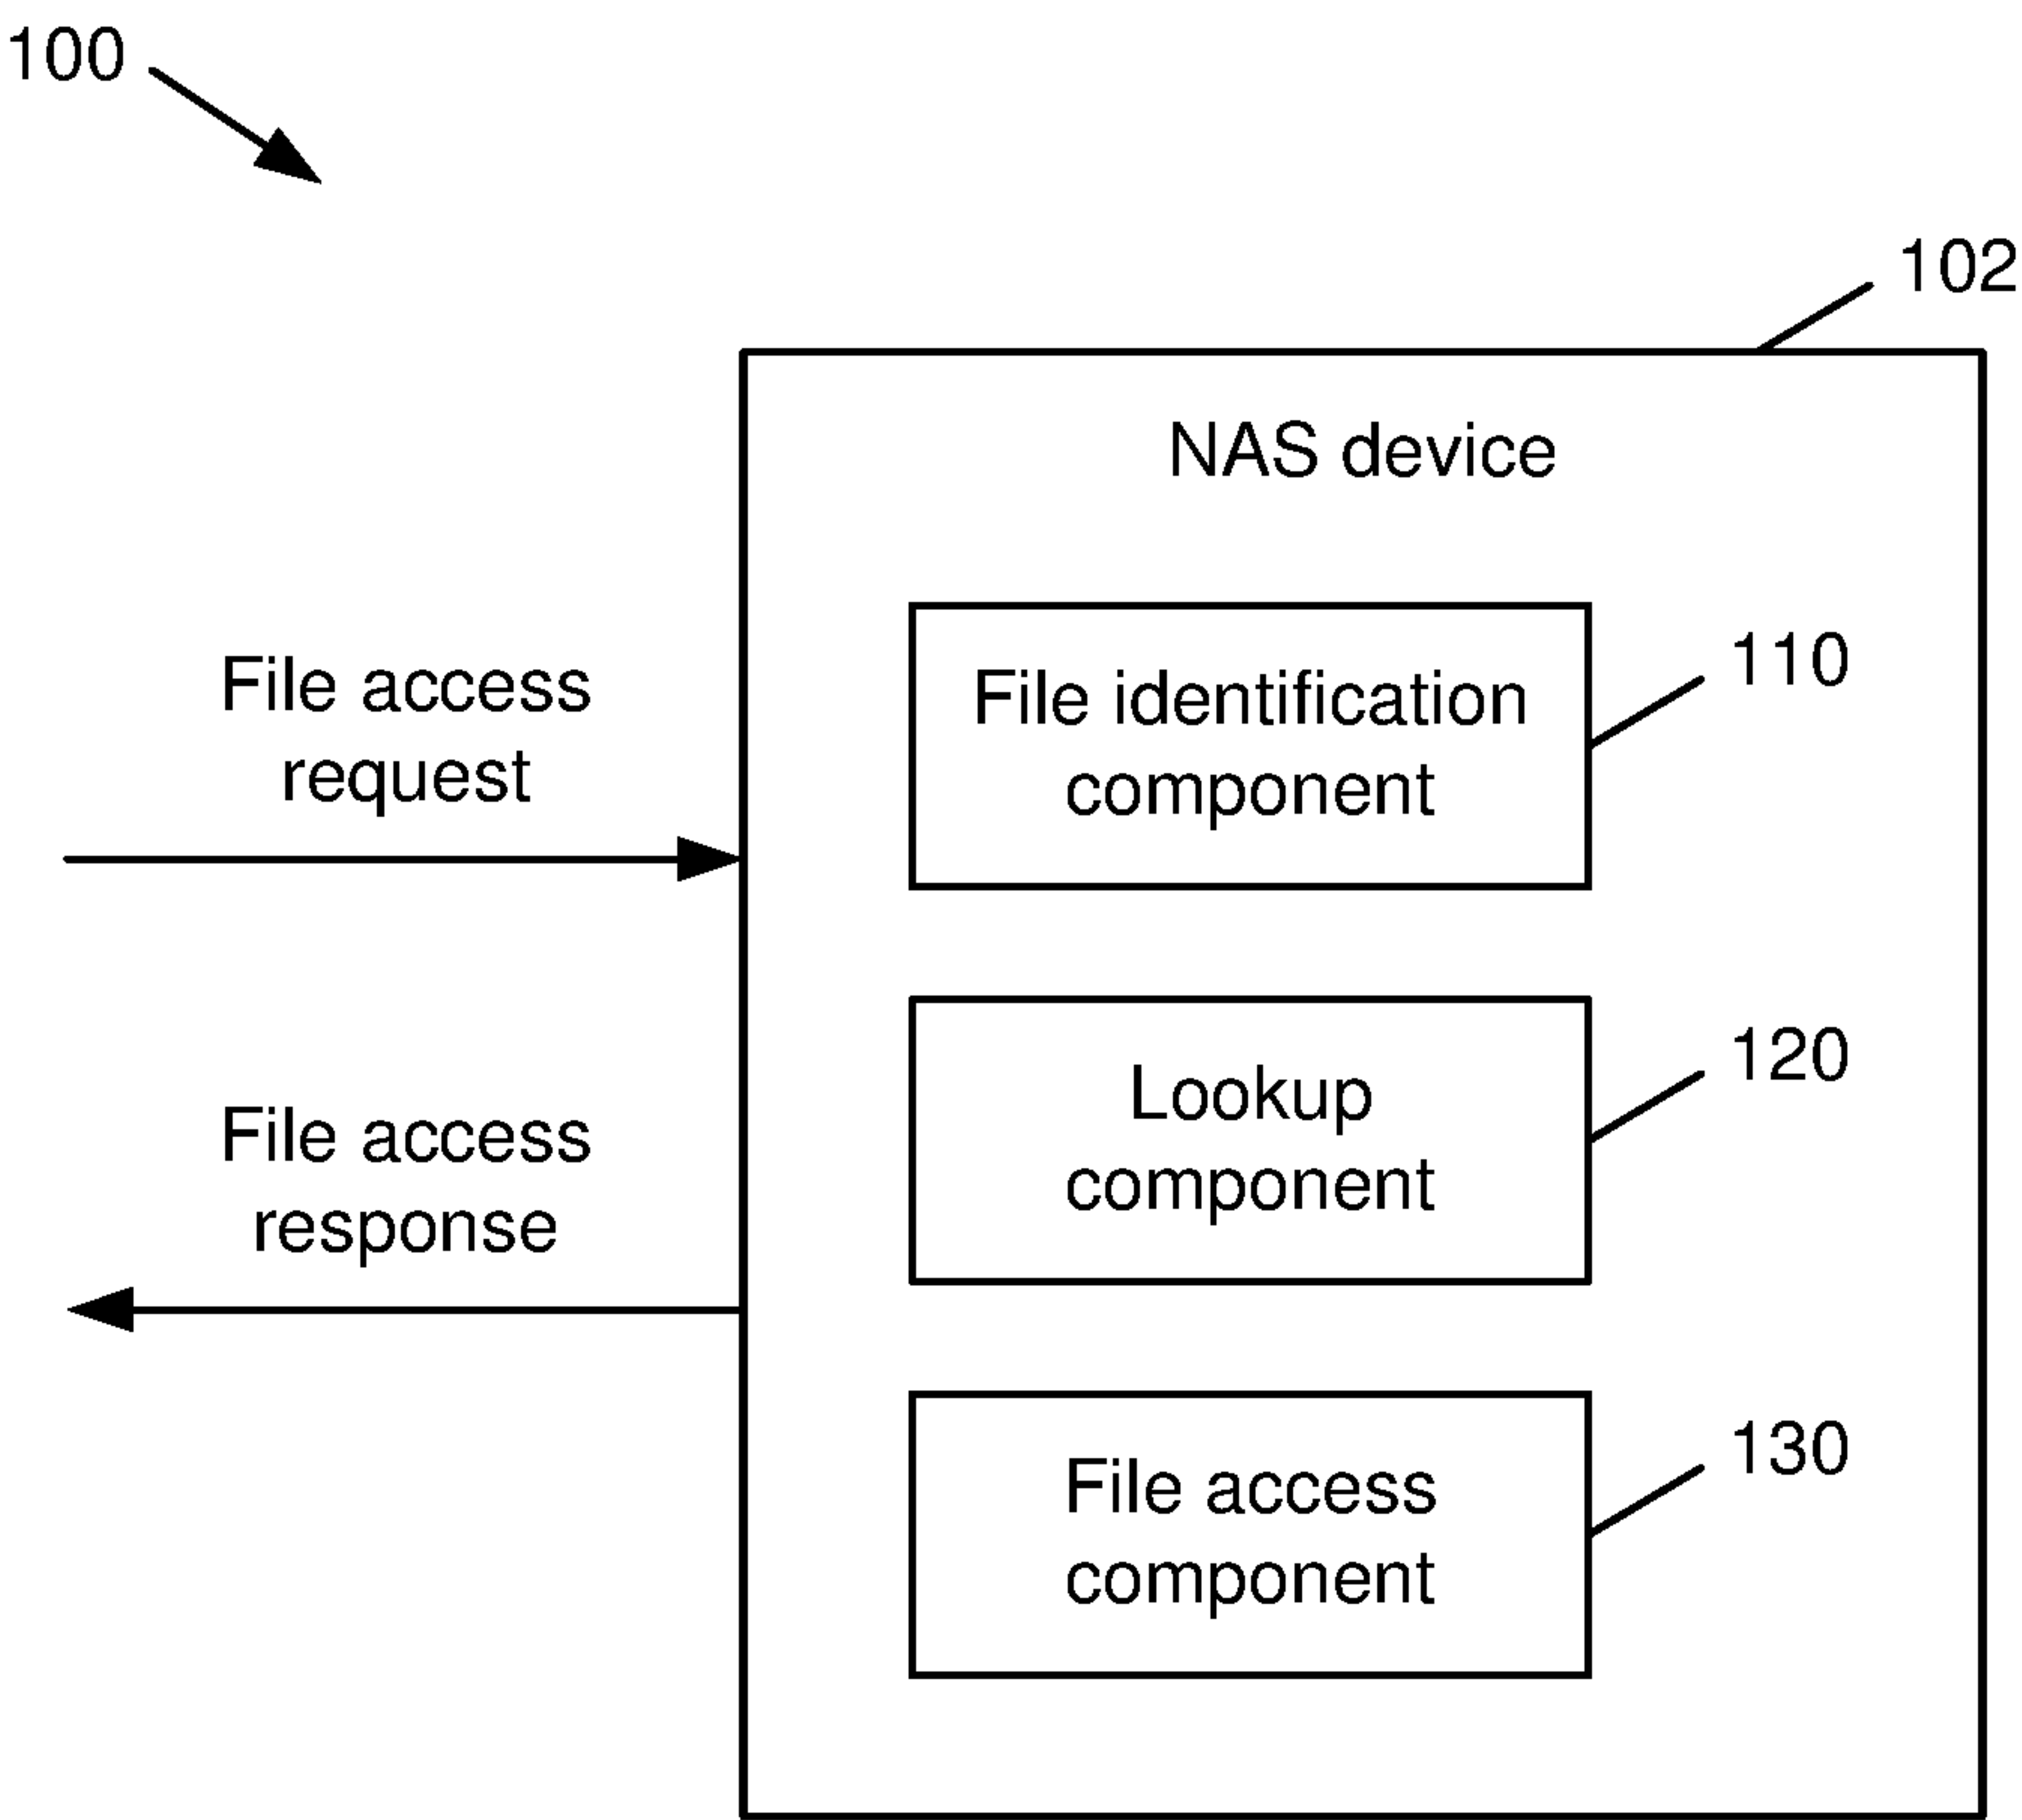 100
102
NAS device
File access
request
File identification
component
110
Lookup
component
120
File access
response
File access
component
130